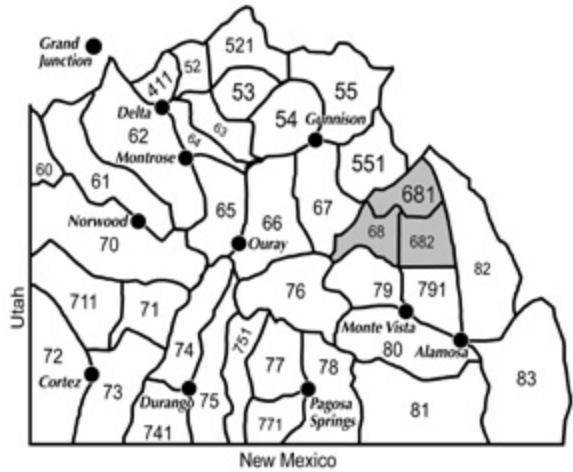 Grand
Junction
521
52
411
53
55
Delta
54
Gunnison
62
63
64
Montrose
551
60
61
681
65
66
67
Norwood
68
682
70
Ouray
82
76
79
791
711
71
Utah
751
Monte Vista
72
74
77
78
80
Alamosa
Cortez
73
83
Durango
75
Pagosa
Springs
81
741
771
New Mexico